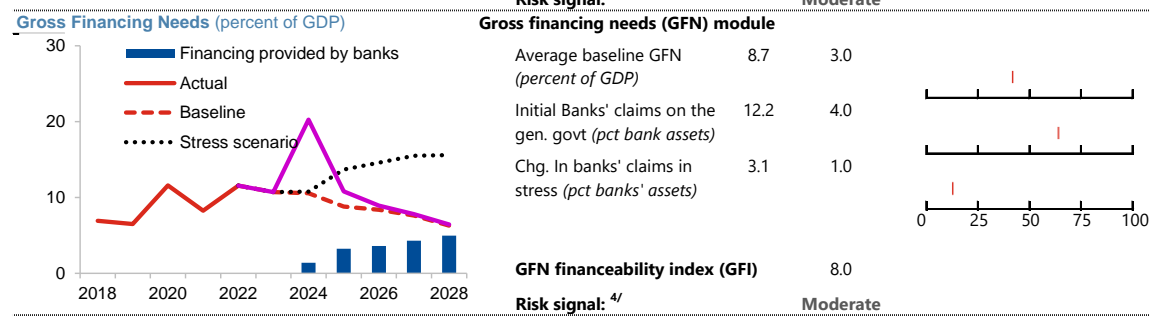 Risk signal: Moderate
Gross Financing Needs (percent of GDP)
30
20
10
0
Financing provided by banks
Actual
Baseline
Stress scenario
2018 2020 2022 2024 2026 2028
Gross financing needs (GFN) module
Average baseline GFN 8.7 3.0
(percent of GDP)
Initial Banks' claims on the 12.2 4.0
gen. govt (pct bank assets)
Chg. In banks' claims in 3.1 1.0
stress (pct banks' assets)
0 25 50 75 100
GFN financeability index (GFI) 8.0
Risk signal: 4/ Moderate